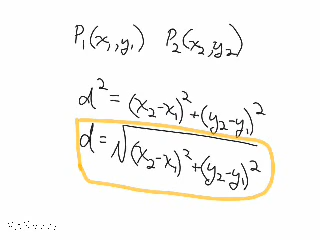 P₁(x₁,y₁) P₂(x₂,y₂)
d² = (x₂-x₁)²+(y₂-y₁)²
d = √(x₂-x₁)²+(y₂-y₁)²